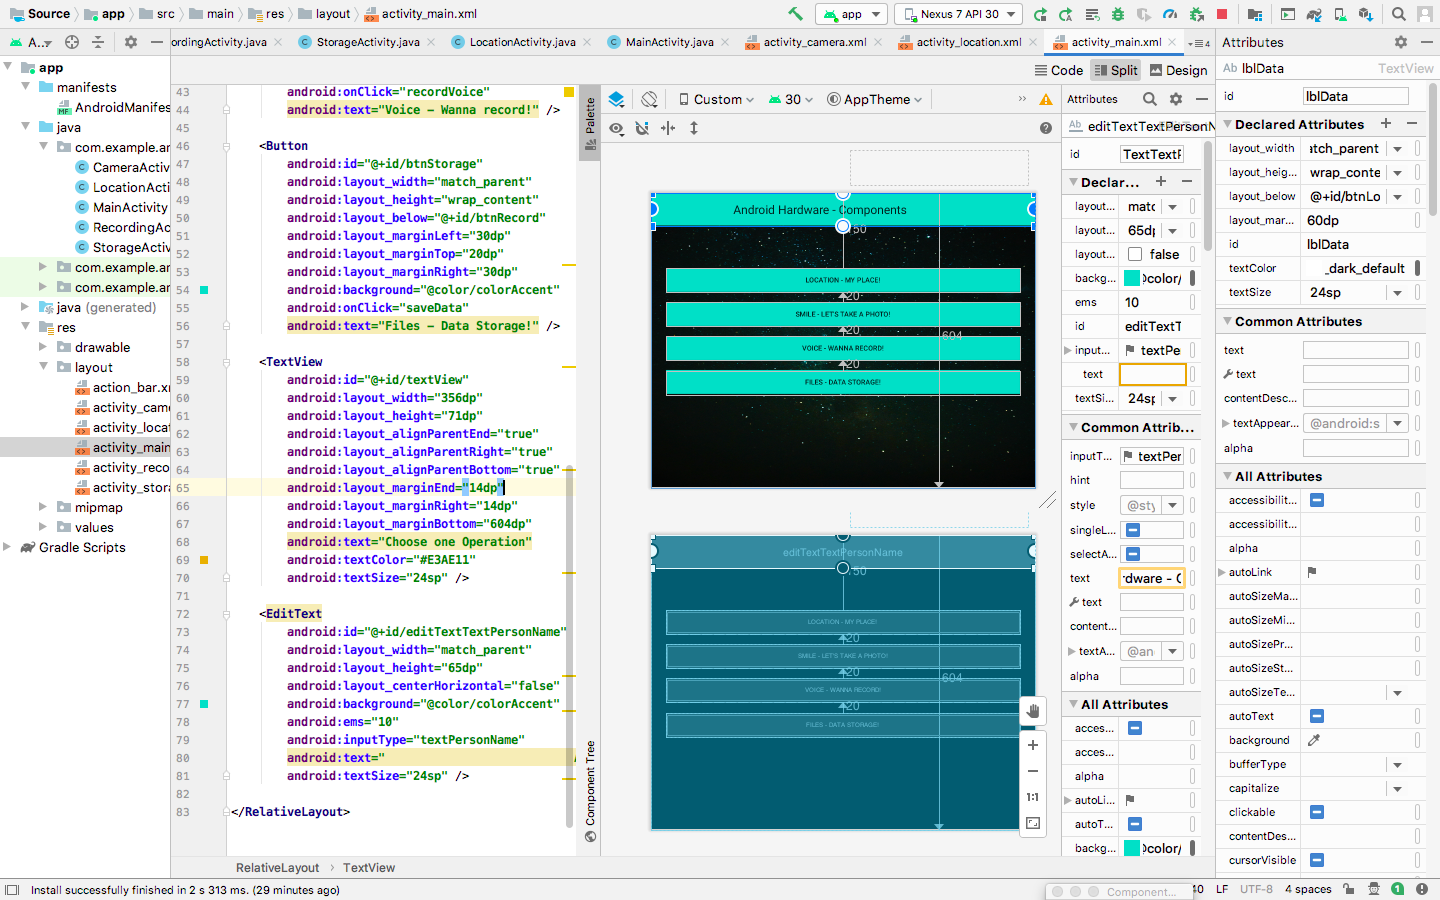 Source app src main res layout activity_main.xml
app Nexus 7 API 30
A... ordingActivity.java StorageActivity.java LocationActivity.java MainActivity.java activity_camera.xml activity_location.xml activity_main.xml 4 Attributes
Code Split Design
Ab lblData TextView
app
manifests
AndroidManifes
java
com.example.ar
CameraActivi
LocationActi
MainActivity
RecordingAc
StorageActiv
com.example.ar
com.example.ar
java (generated)
res
drawable
layout
action_bar.xr
activity_cam
activity_locat
activity_main
activity_reco
activity_stora
mipmap
values
Gradle Scripts
43 android:onClick="recordVoice"
44 android:text="Voice – Wanna record!" />
45
46 <Button
47 android:id="@+id/btnStorage"
48 android:layout_width="match_parent"
49 android:layout_height="wrap_content"
50 android:layout_below="@+id/btnRecord"
51 android:layout_marginLeft="30dp"
52 android:layout_marginTop="20dp"
53 android:layout_marginRight="30dp"
54 android:background="@color/colorAccent"
55 android:onClick="saveData"
56 android:text="Files – Data Storage!" />
57
58 <TextView
59 android:id="@+id/textView"
60 android:layout_width="356dp"
61 android:layout_height="71dp"
62 android:layout_alignParentEnd="true"
63 android:layout_alignParentRight="true"
64 android:layout_alignParentBottom="true"
65 android:layout_marginEnd="14dp"
66 android:layout_marginRight="14dp"
67 android:layout_marginBottom="604dp"
68 android:text="Choose one Operation"
69 android:textColor="#E3AE11"
70 android:textSize="24sp" />
71
72 <EditText
73 android:id="@+id/editTextTextPersonName"
74 android:layout_width="match_parent"
75 android:layout_height="65dp"
76 android:layout_centerHorizontal="false"
77 android:background="@color/colorAccent"
78 android:ems="10"
79 android:inputType="textPersonName"
80 android:text="
81 android:textSize="24sp" />
82
83 </RelativeLayout>
RelativeLayout TextView
Palette
Component Tree
Custom 30 AppTheme
Android Hardware - Components
50
LOCATION - MY PLACE!
20
SMILE - LET'S TAKE A PHOTO!
20
604
VOICE - WANNA RECORD!
20
FILES - DATA STORAGE!
editTextTextPersonName
50
LOCATION - MY PLACE!
20
SMILE - LET'S TAKE A PHOTO!
20
604
VOICE - WANNA RECORD!
20
FILES - DATA STORAGE!
1:1
Attributes
Ab editTextTextPersonN
id TextTextF
Declar...
layout... matc
layout... 65dp
layout... false
backg... color/
ems 10
id editTextT
input... textPe
text
textSi... 24sp
Common Attrib...
inputT... textPer
hint
style @sty
singleL...
selectA...
text rdware - C
text
content...
textA... @an
alpha
All Attributes
acces...
acces...
alpha
autoLi...
autoT...
backg... color/
id lblData
Declared Attributes
layout_width atch_parent
layout_heig... wrap_conte
layout_below @+id/btnLo
layout_mar... 60dp
id lblData
textColor _dark_default
textSize 24sp
Common Attributes
text
text
contentDesc...
textAppear... @android:s
alpha
All Attributes
accessibilit...
accessibilit...
alpha
autoLink
autoSizeMa...
autoSizeMi...
autoSizePr...
autoSizeSt...
autoSizeTe...
autoText
background
bufferType
capitalize
clickable
contentDes...
cursorVisible
Install successfully finished in 2 s 313 ms. (29 minutes ago)
Component... 40 LF UTF-8 4 spaces 1